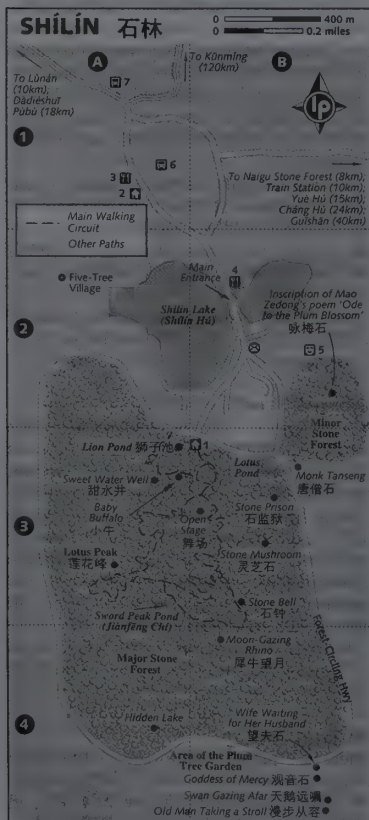 SHÍLÍN 石林
0 400 m
0 0.2 miles
A
B
To Kūnmíng
(120km)
To Lùnán
(10km);
Dàdiéshuǐ
Pùbù (18km)
7
1
6
3
2
To Naigu Stone Forest (8km);
Train Station (10km);
Yuè Hú (15km);
Cháng Hú (24km);
Guīshān (40km)
Main Walking
Circuit
Other Paths
Main
Entrance
4
Five-Tree
Village
Inscription of Mao
Zedong's poem 'Ode
to the Plum Blossom'
咏梅石
Shílín Lake
(Shílín Hú)
2
5
Minor
Stone
Forest
Lion Pond 狮子池
1
Lotus
Pond
Monk Tanseng
唐僧石
Sweet Water Well
甜水井
Baby
Buffalo
小牛
Stone Prison
石监狱
Open
Stage
舞场
3
Stone Mushroom
灵芝石
Lotus Peak
莲花峰
Stone Bell
石钟
Sword Peak Pond
(Jiànfēng Chí)
Forest Circling Hwy
Moon-Gazing
Rhino
犀牛望月
Major Stone
Forest
Wife Waiting
for Her Husband
望夫石
Hidden Lake
4
Area of the Plum
Tree Garden
Goddess of Mercy 观音石
Swan Gazing Afar 天鹅远瞩
Old Man Taking a Stroll 漫步从容